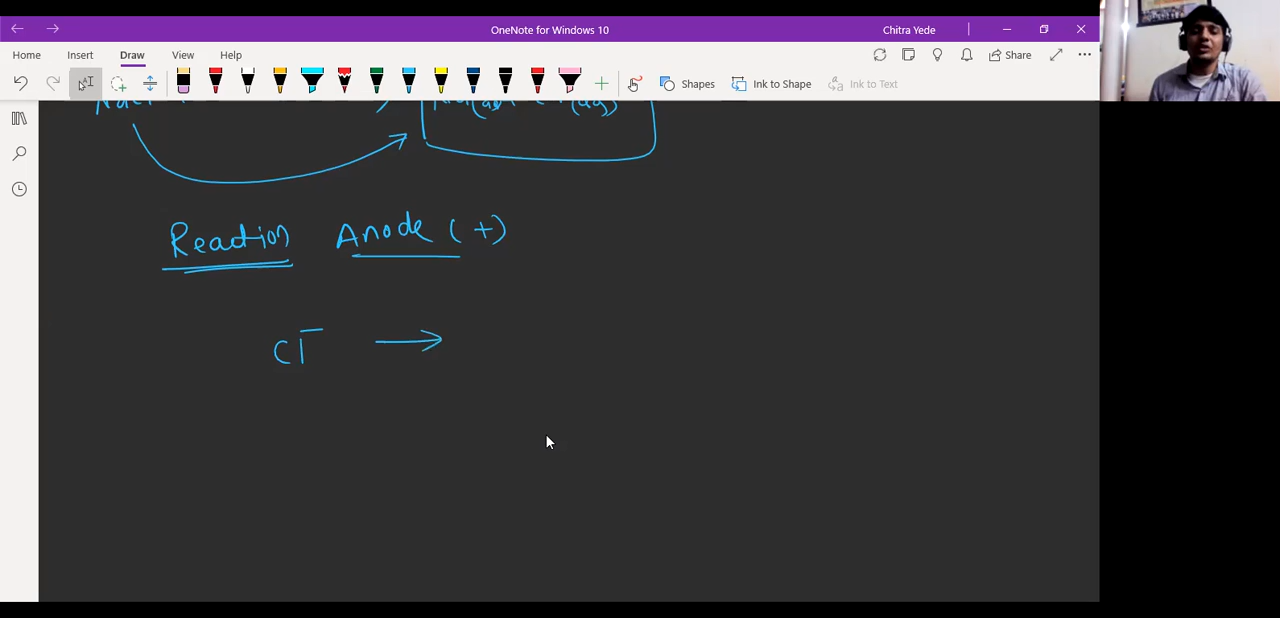 OneNote for Windows 10
Chitra Yede
Home Insert Draw View Help
Share
Shapes
Ink to Shape
Ink to Text
Reaction Anode (+)
Cl⁻ →